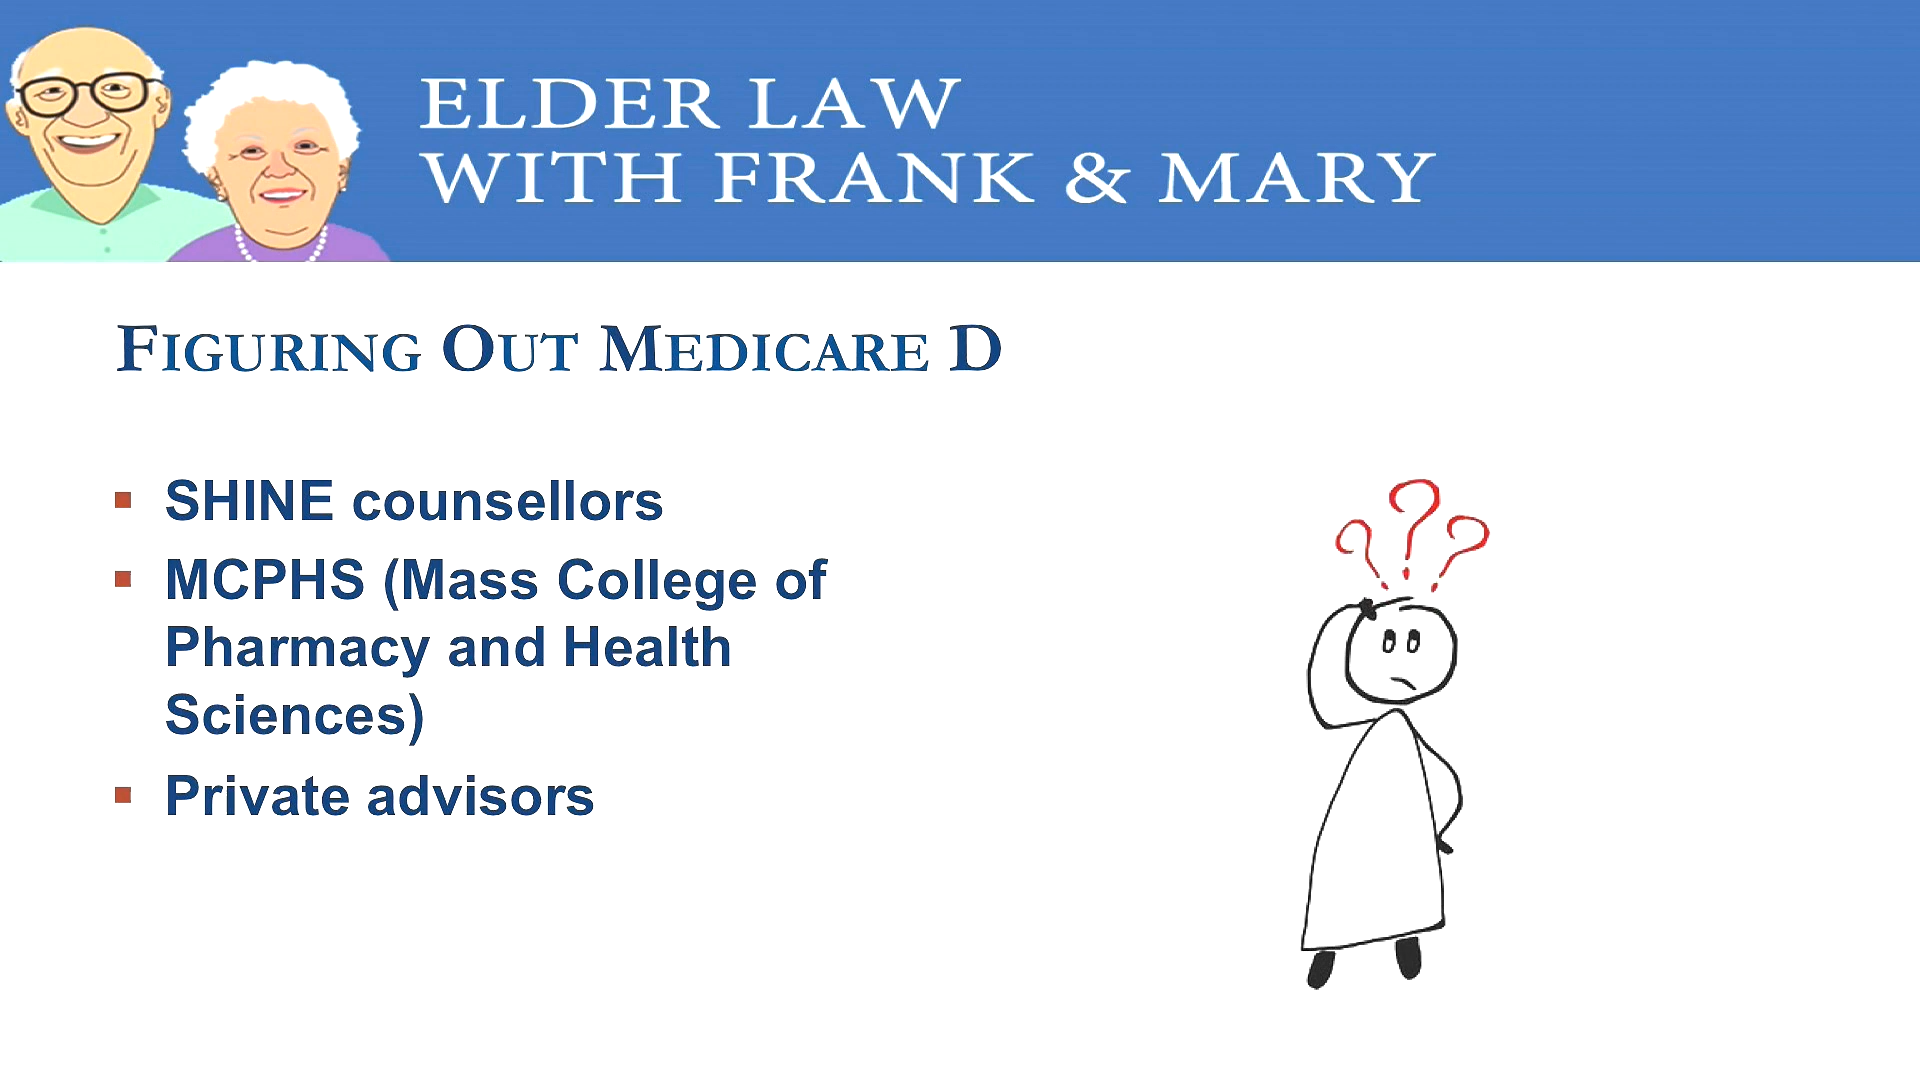 ELDER LAW
WITH FRANK & MARY
FIGURING OUT MEDICARE D
▪ SHINE counsellors
▪ MCPHS (Mass College of
Pharmacy and Health
Sciences)
▪ Private advisors
? ? ?